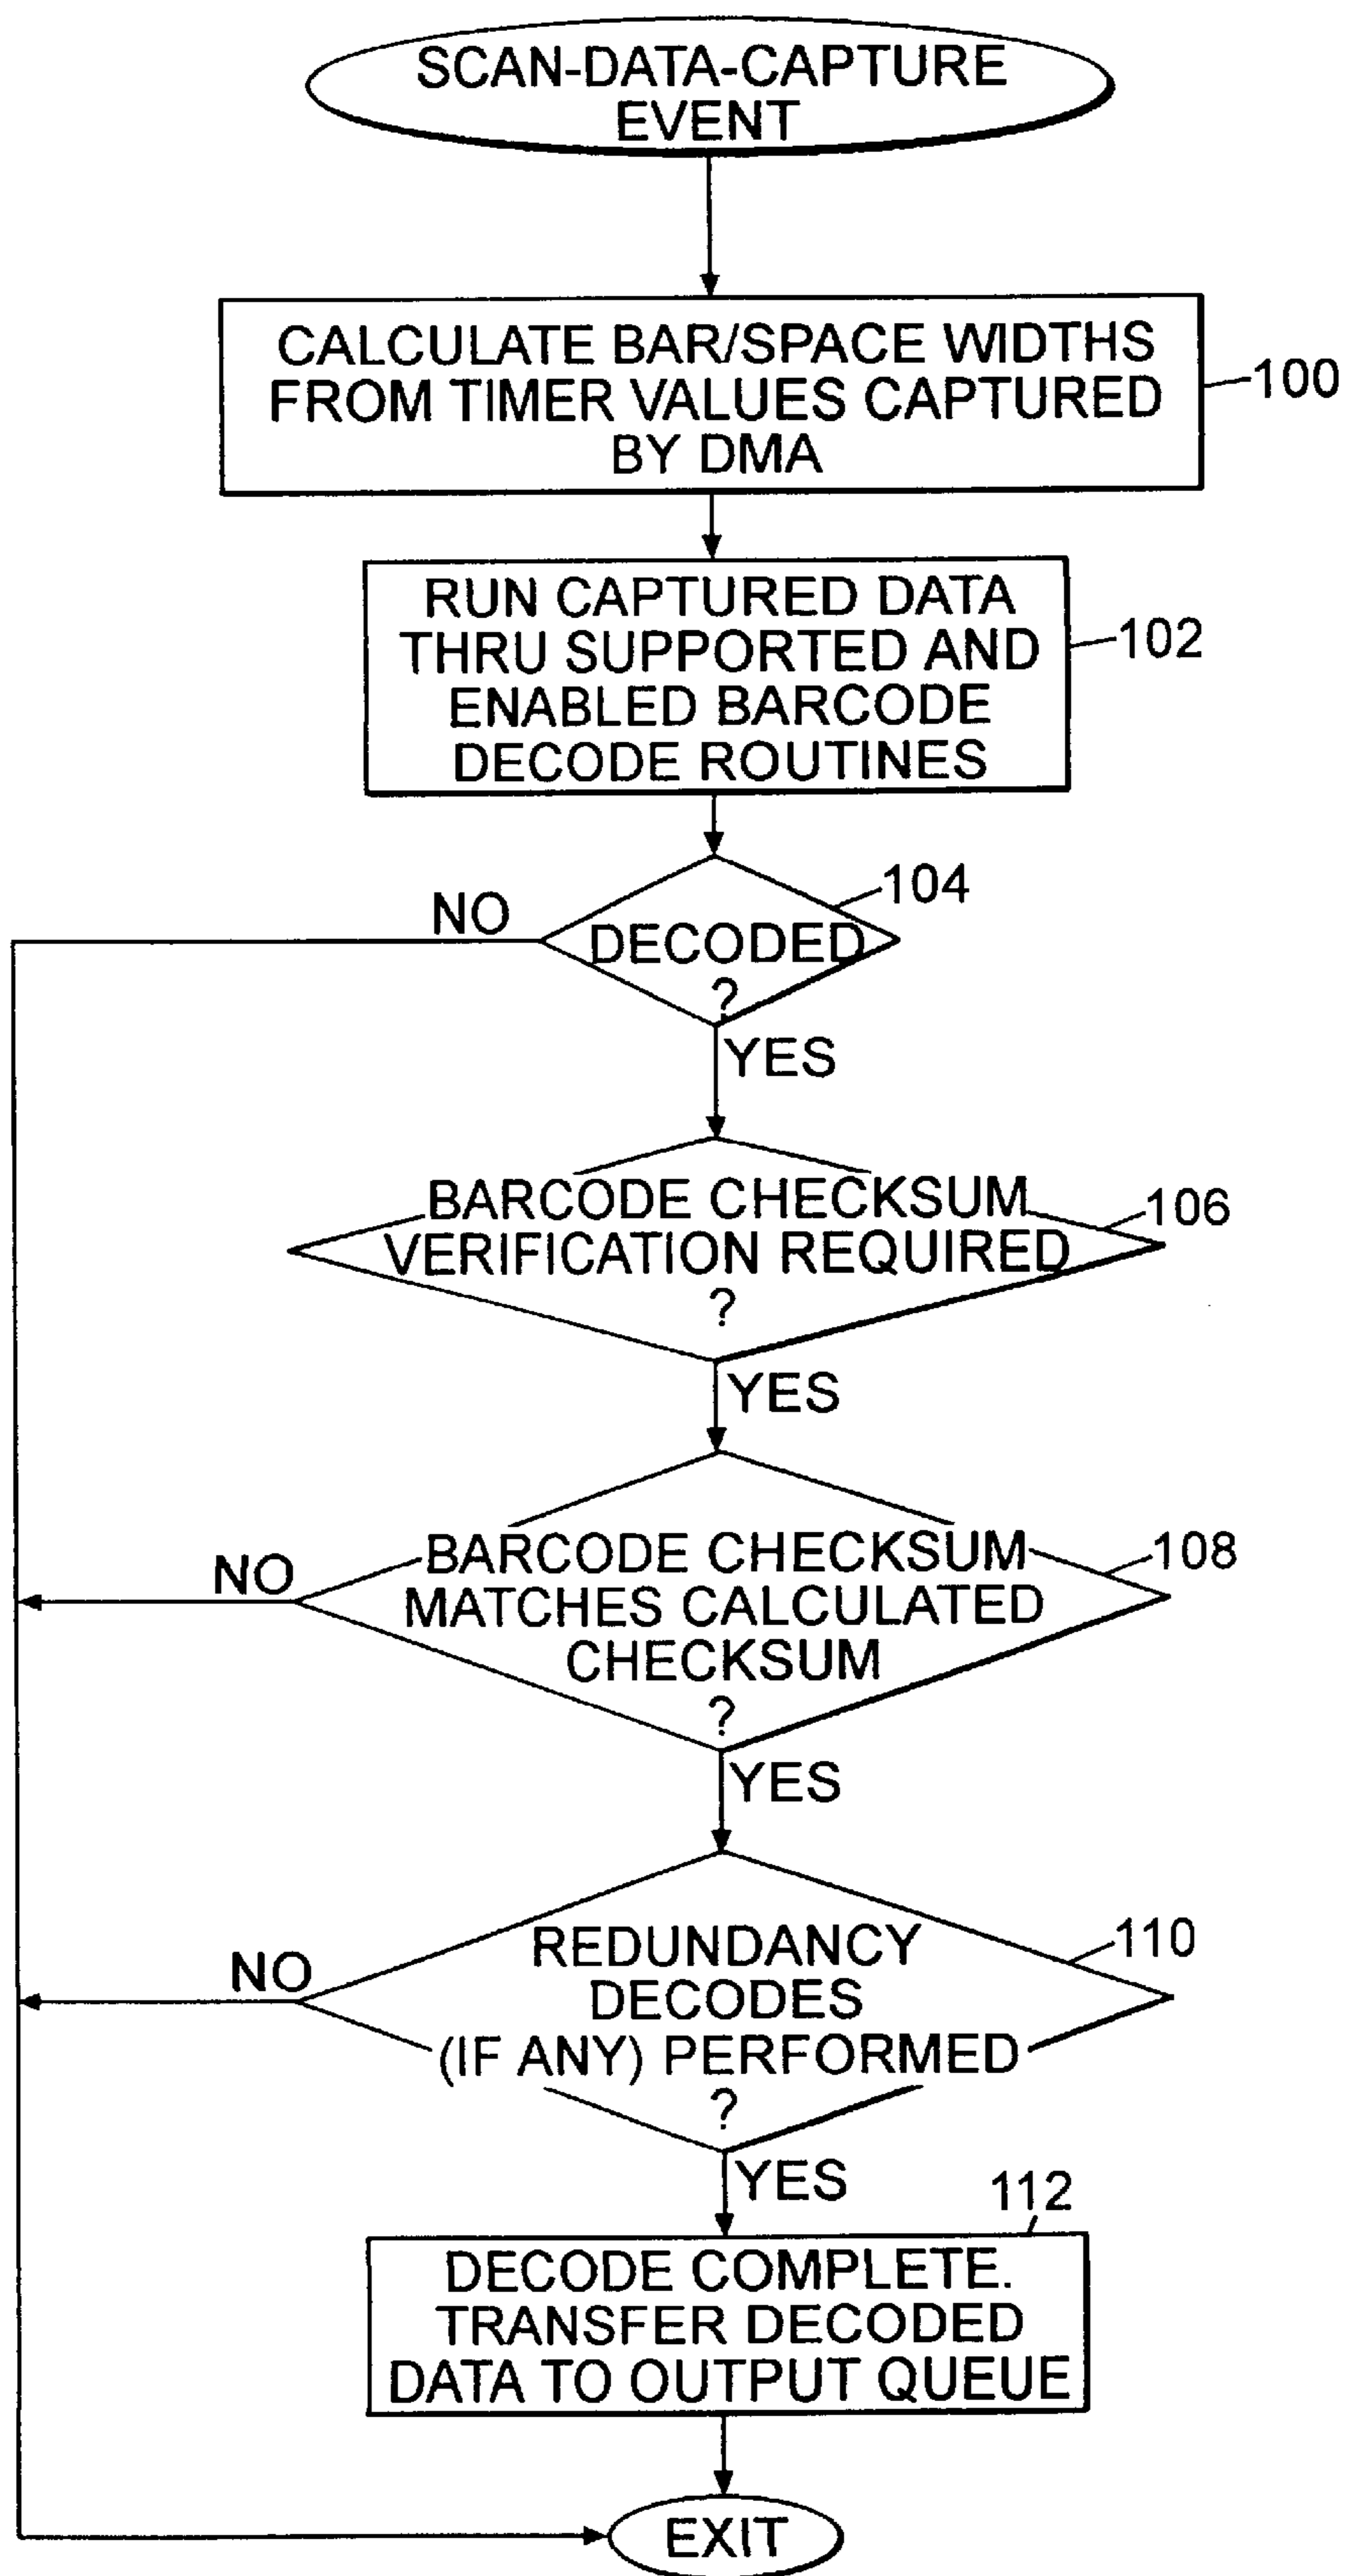 SCAN-DATA-CAPTURE
EVENT
CALCULATE BAR/SPACE WIDTHS
FROM TIMER VALUES CAPTURED
BY DMA
100
RUN CAPTURED DATA
THRU SUPPORTED AND
ENABLED BARCODE
DECODE ROUTINES
102
104
NO
DECODED
?
YES
BARCODE CHECKSUM
VERIFICATION REQUIRED
?
106
YES
BARCODE CHECKSUM
MATCHES CALCULATED
CHECKSUM
?
108
NO
YES
REDUNDANCY
DECODES
(IF ANY) PERFORMED
?
110
NO
YES
112
DECODE COMPLETE.
TRANSFER DECODED
DATA TO OUTPUT QUEUE
EXIT